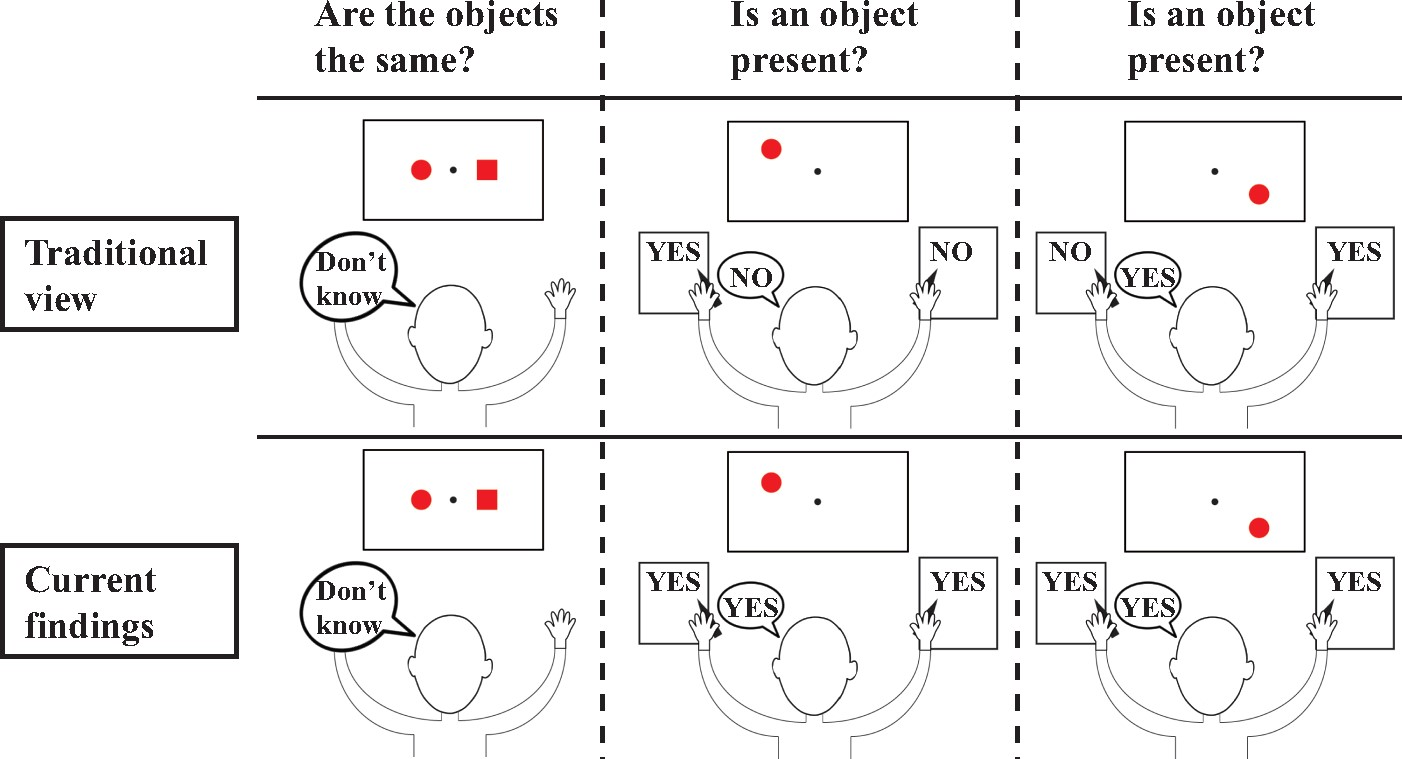 Are the objects
the same?
Is an object
present?
Is an object
present?
Traditional
view
Don't
know
YES
NO
NO
NO
YES
YES
Current
findings
Don't
know
YES
YES
YES
YES
YES
YES